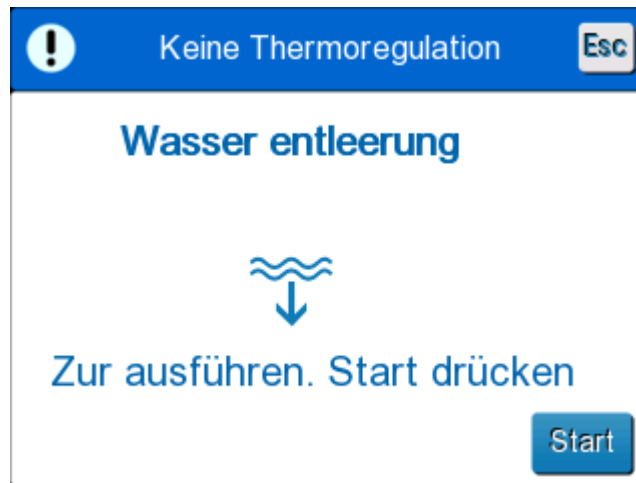 Keine Thermoregulation
Esc
Wasser entleerung
Zur ausführen. Start drücken
Start